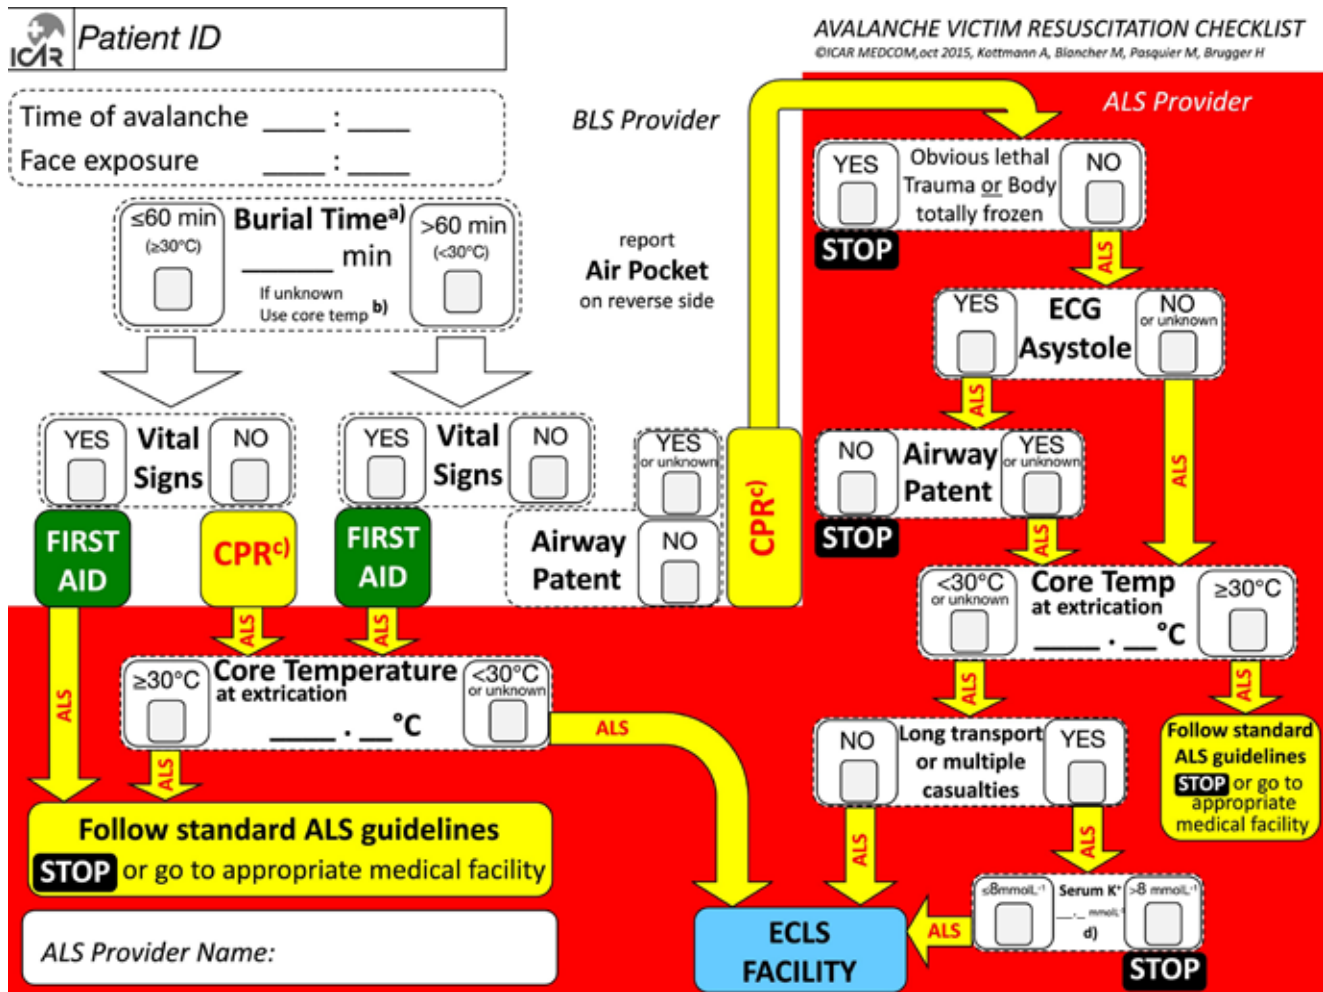 ICAR
Patient ID
AVALANCHE VICTIM RESUSCITATION CHECKLIST
©ICAR MEDCOM,oct 2015, Kottmann A, Blancher M, Pasquier M, Brugger H
Time of avalanche ____ : ____
Face exposure ____ : ____
BLS Provider
ALS Provider
≤60 min
(≥30°C)
Burial Time a)
_____ min
If unknown
Use core temp b)
>60 min
(<30°C)
report
Air Pocket
on reverse side
YES
Vital
Signs
NO
YES
Vital
Signs
NO
FIRST
AID
CPR c)
FIRST
AID
Airway
Patent
YES
or unknown
NO
CPR c)
ALS
ALS
ALS
≥30°C
Core Temperature
at extrication
____ . __°C
<30°C
or unknown
ALS
ALS
Follow standard ALS guidelines
STOP or go to appropriate medical facility
ALS Provider Name:
YES
Obvious lethal
Trauma or Body
totally frozen
NO
STOP
ALS
YES
ECG
Asystole
NO
or unknown
ALS
ALS
NO
Airway
Patent
YES
or unknown
STOP
ALS
<30°C
or unknown
Core Temp
at extrication
____ . __°C
≥30°C
ALS
ALS
NO
Long transport
or multiple
casualties
YES
Follow standard
ALS guidelines
STOP or go to
appropriate
medical facility
ALS
ALS
≤8mmolL-1
Serum K+
__._ mmolL-1
d)
>8 mmolL-1
STOP
ALS
ECLS
FACILITY